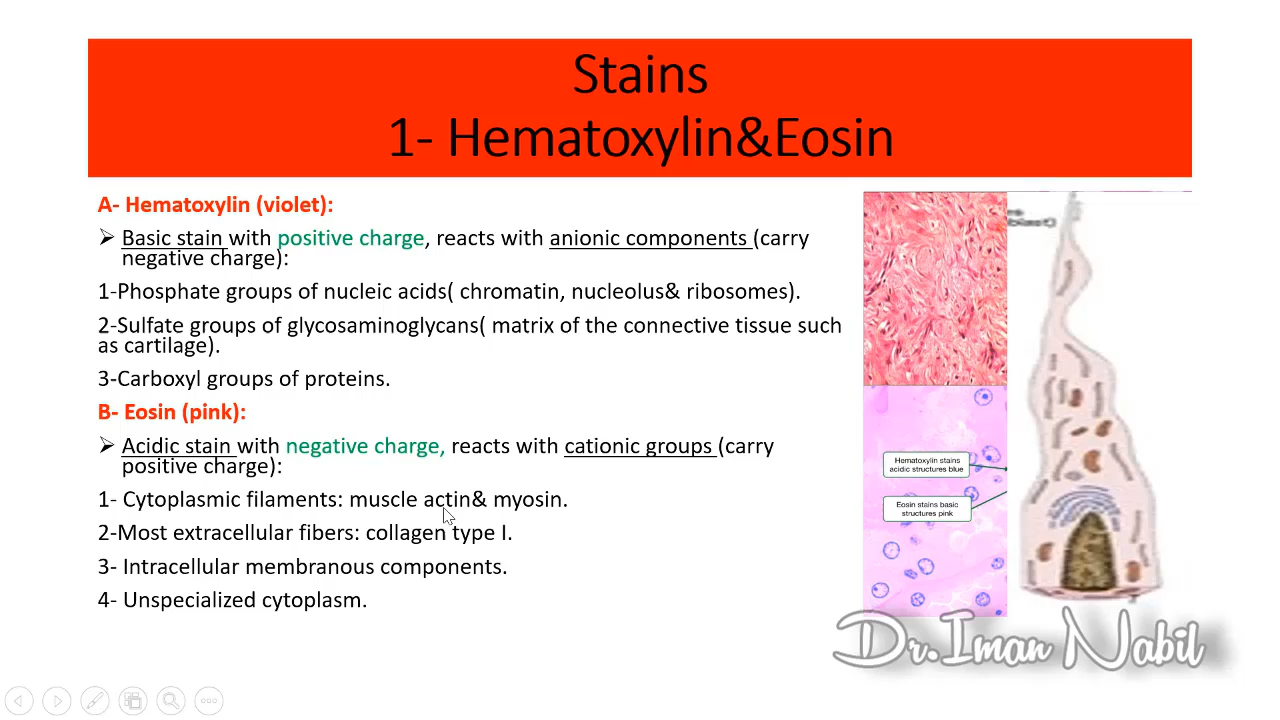 Stains
1- Hematoxylin&Eosin
A- Hematoxylin (violet):
➢ Basic stain with positive charge, reacts with anionic components (carry
negative charge):
1-Phosphate groups of nucleic acids( chromatin, nucleolus& ribosomes).
2-Sulfate groups of glycosaminoglycans( matrix of the connective tissue such
as cartilage).
3-Carboxyl groups of proteins.
B- Eosin (pink):
➢ Acidic stain with negative charge, reacts with cationic groups (carry
positive charge):
1- Cytoplasmic filaments: muscle actin& myosin.
2-Most extracellular fibers: collagen type I.
3- Intracellular membranous components.
4- Unspecialized cytoplasm.
Hematoxylin stains
acidic structures blue
Eosin stains basic
structures pink
Dr.Iman Nabil